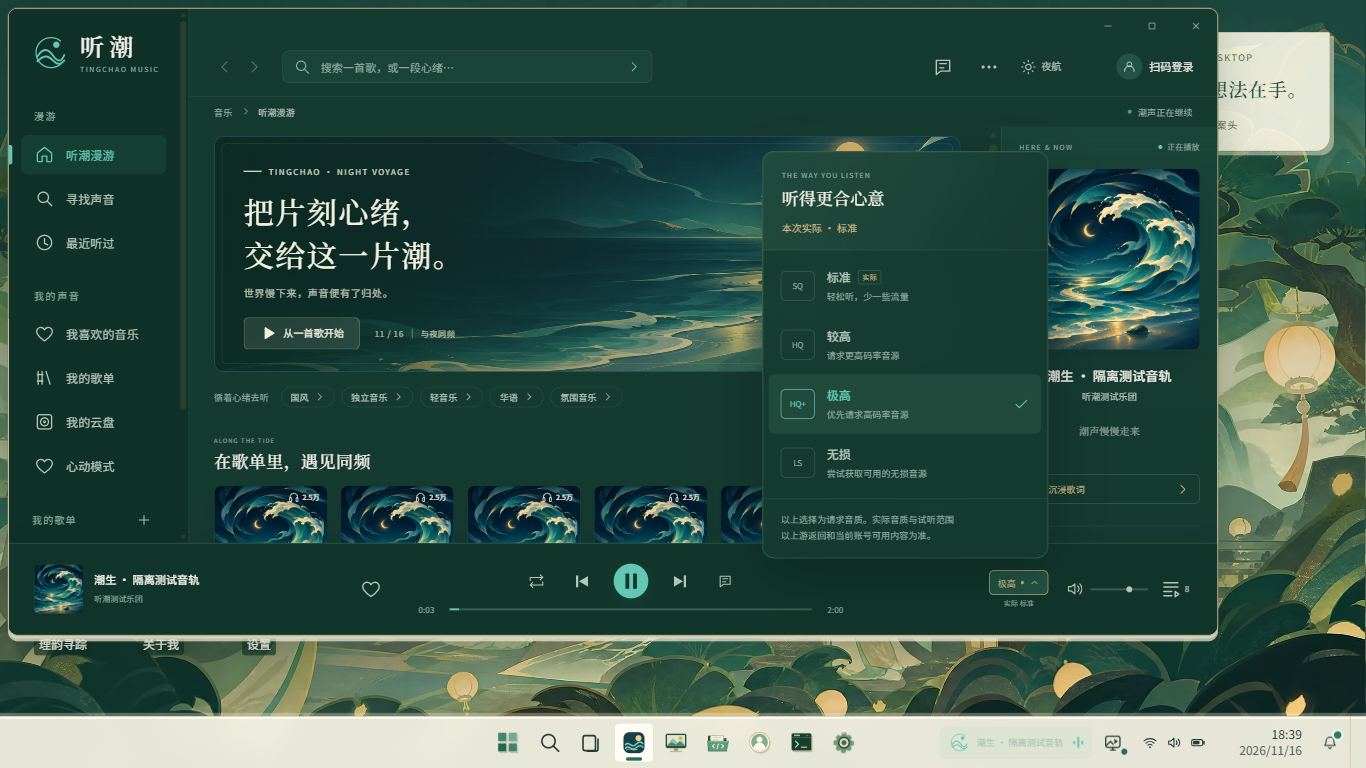 听潮
TINGCHAO MUSIC
漫游
听潮漫游
寻找声音
最近听过
我的声音
我喜欢的音乐
我的歌单
我的云盘
心动模式
我的歌单
搜索一首歌，或一段心绪…
夜航
扫码登录
音乐
听潮漫游
潮声正在继续
TINGCHAO · NIGHT VOYAGE
把片刻心绪，
交给这一片潮。
世界慢下来，声音便有了归处。
从一首歌开始
11 / 16
与夜同频
循着心绪去听
国风
独立音乐
轻音乐
华语
氛围音乐
ALONG THE TIDE
在歌单里，遇见同频
2.5万
2.5万
2.5万
2.5万
THE WAY YOU LISTEN
听得更合心意
本次实际 · 标准
SQ
标准
实际
轻松听，少一些流量
HQ
较高
请求更高码率音源
HQ+
极高
优先请求高码率音源
LS
无损
尝试获取可用的无损音源
以上选择为请求音质。实际音质与试听范围
以上游返回和当前账号可用内容为准。
HERE & NOW
正在播放
潮生 · 隔离测试音轨
听潮测试乐团
潮声慢慢走来
沉浸歌词
潮生 · 隔离测试音轨
听潮测试乐团
0:03
2:00
极高
实际 标准
8
SKTOP
想法在手。
案头
理韵寻踪
关于我
设置
潮生 · 隔离测试音轨
18:39
2026/11/16